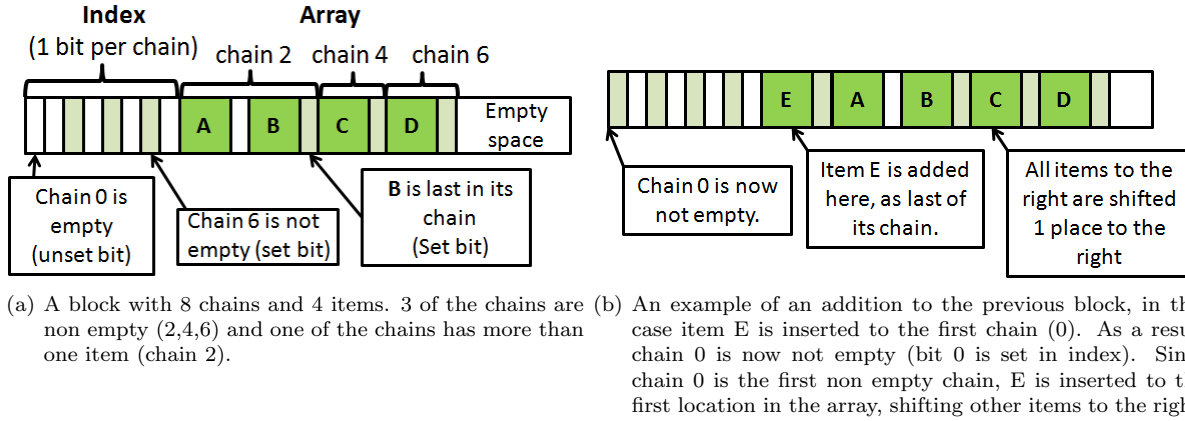 Index
Array
(1 bit per chain)
chain 2
chain 4
chain 6
A
B
C
D
Empty
space
Chain 0 is
empty
(unset bit)
Chain 6 is not
empty (set bit)
B is last in its
chain
(Set bit)
E
A
B
C
D
Chain 0 is now
not empty.
Item E is added
here, as last of
its chain.
All items to the
right are shifted
1 place to the
right
(a) A block with 8 chains and 4 items. 3 of the chains are
non empty (2,4,6) and one of the chains has more than
one item (chain 2).
(b) An example of an addition to the previous block, in
case item E is inserted to the first chain (0). As a
chain 0 is now not empty (bit 0 is set in index).
chain 0 is the first non empty chain, E is inserted to
first location in the array, shifting other items to the